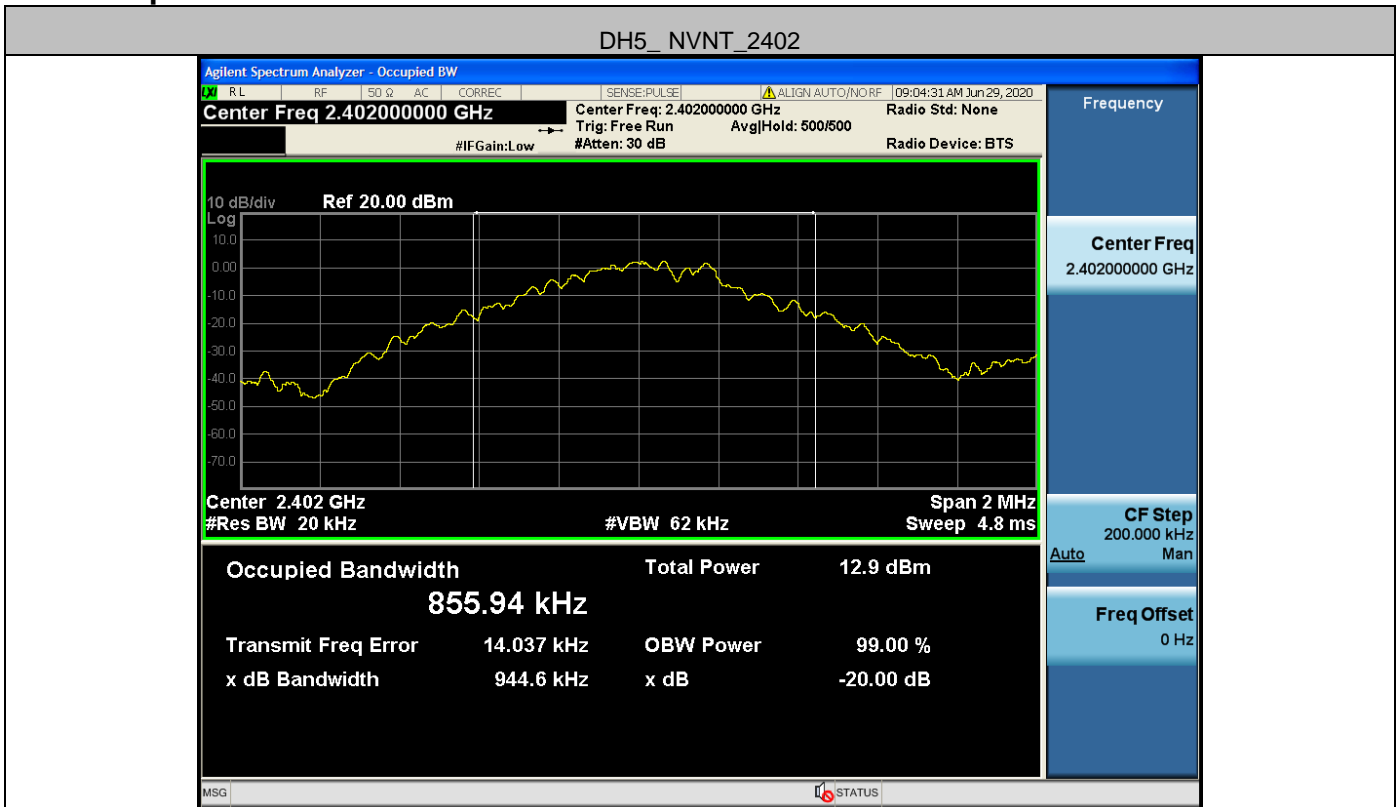 DH5_ NVNT_2402
Agilent Spectrum Analyzer - Occupied BW
LXI RL RF 50 Ω AC CORREC SENSE:PULSE ALIGN AUTO/NO RF 09:04:31 AM Jun 29, 2020
Center Freq 2.402000000 GHz
Center Freq: 2.402000000 GHz Radio Std: None
Trig: Free Run Avg|Hold: 500/500
#IFGain:Low #Atten: 30 dB Radio Device: BTS
10 dB/div Ref 20.00 dBm
Log
10.0
0.00
-10.0
-20.0
-30.0
-40.0
-50.0
-60.0
-70.0
Center 2.402 GHz Span 2 MHz
#Res BW 20 kHz #VBW 62 kHz Sweep 4.8 ms
Occupied Bandwidth Total Power 12.9 dBm
855.94 kHz
Transmit Freq Error 14.037 kHz OBW Power 99.00 %
x dB Bandwidth 944.6 kHz x dB -20.00 dB
MSG STATUS
Frequency
Center Freq
2.402000000 GHz
CF Step
200.000 kHz
Auto Man
Freq Offset
0 Hz